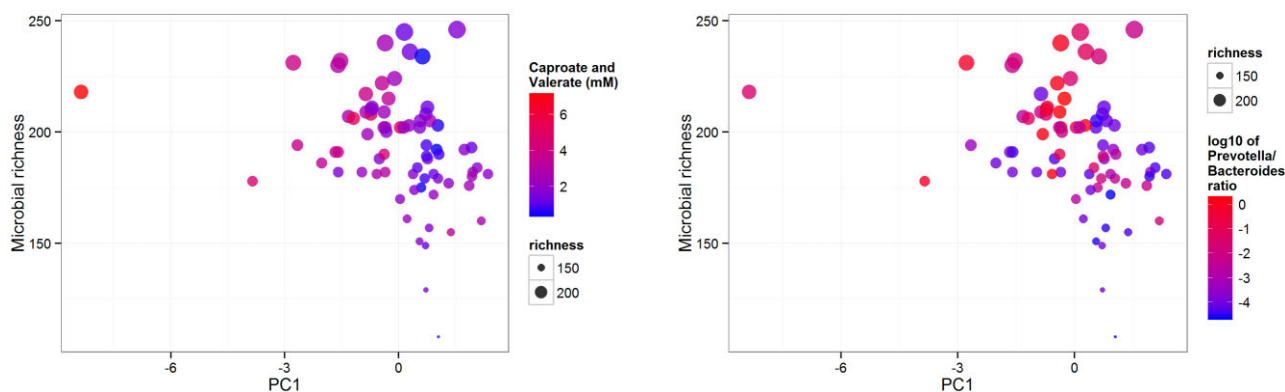 250
200
150
Microbial richness
-6
-3
0
PC1
Caproate and
Valerate (mM)
6
4
2
richness
150
200
250
200
150
Microbial richness
-6
-3
0
PC1
richness
150
200
log10 of
Prevotella/
Bacteroides
ratio
0
-1
-2
-3
-4